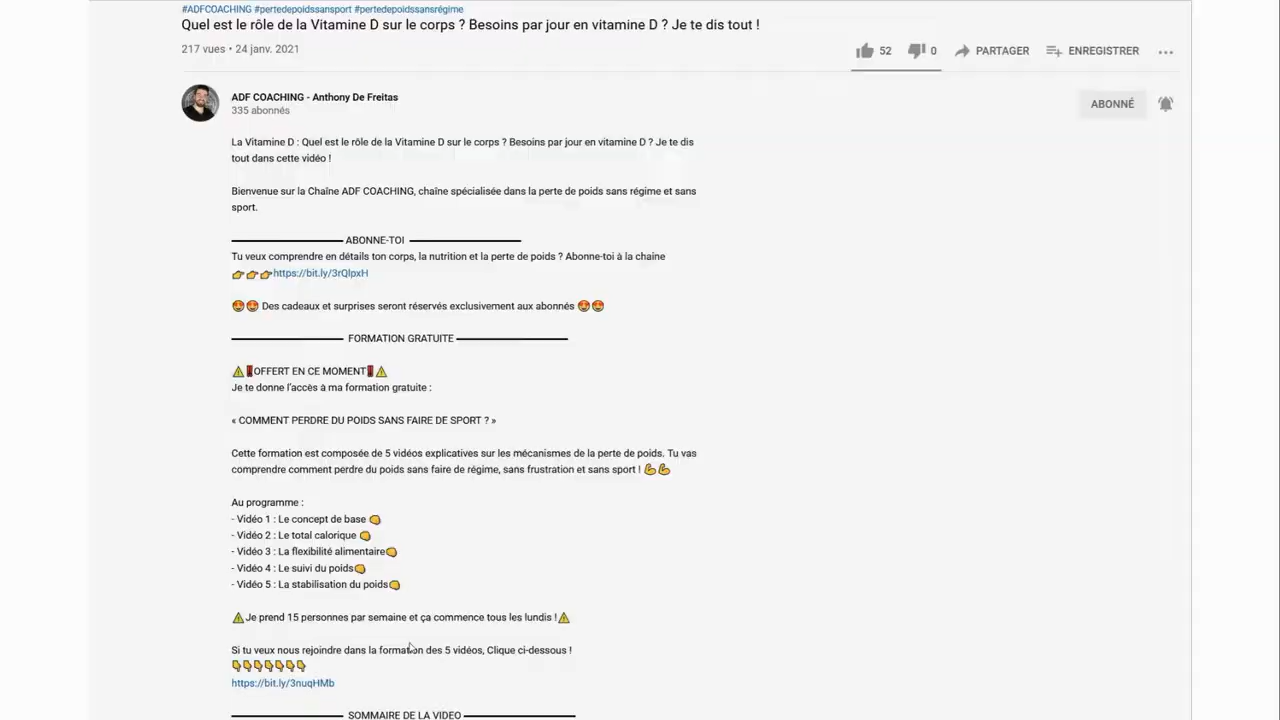 #ADFCOACHING #pertedepoidssansport #pertedepoidssansrégime
Quel est le rôle de la Vitamine D sur le corps ? Besoins par jour en vitamine D ? Je te dis tout !
217 vues • 24 janv. 2021
52 0 PARTAGER ENREGISTRER ...
ADF COACHING - Anthony De Freitas
335 abonnés
ABONNÉ
La Vitamine D : Quel est le rôle de la Vitamine D sur le corps ? Besoins par jour en vitamine D ? Je te dis
tout dans cette vidéo !
Bienvenue sur la Chaîne ADF COACHING, chaîne spécialisée dans la perte de poids sans régime et sans
sport.
ABONNE-TOI
Tu veux comprendre en détails ton corps, la nutrition et la perte de poids ? Abonne-toi à la chaine
👉👉👉https://bit.ly/3rQlpxH
😍😍 Des cadeaux et surprises seront réservés exclusivement aux abonnés 😍😍
FORMATION GRATUITE
⚠️❗OFFERT EN CE MOMENT❗⚠️
Je te donne l'accès à ma formation gratuite :
« COMMENT PERDRE DU POIDS SANS FAIRE DE SPORT ? »
Cette formation est composée de 5 vidéos explicatives sur les mécanismes de la perte de poids. Tu vas
comprendre comment perdre du poids sans faire de régime, sans frustration et sans sport ! 💪💪
Au programme :
- Vidéo 1 : Le concept de base 👊
- Vidéo 2 : Le total calorique 👊
- Vidéo 3 : La flexibilité alimentaire👊
- Vidéo 4 : Le suivi du poids👊
- Vidéo 5 : La stabilisation du poids👊
⚠️Je prend 15 personnes par semaine et ça commence tous les lundis !⚠️
Si tu veux nous rejoindre dans la formation des 5 vidéos, Clique ci-dessous !
👇👇👇👇👇👇👇
https://bit.ly/3nuqHMb
SOMMAIRE DE LA VIDEO